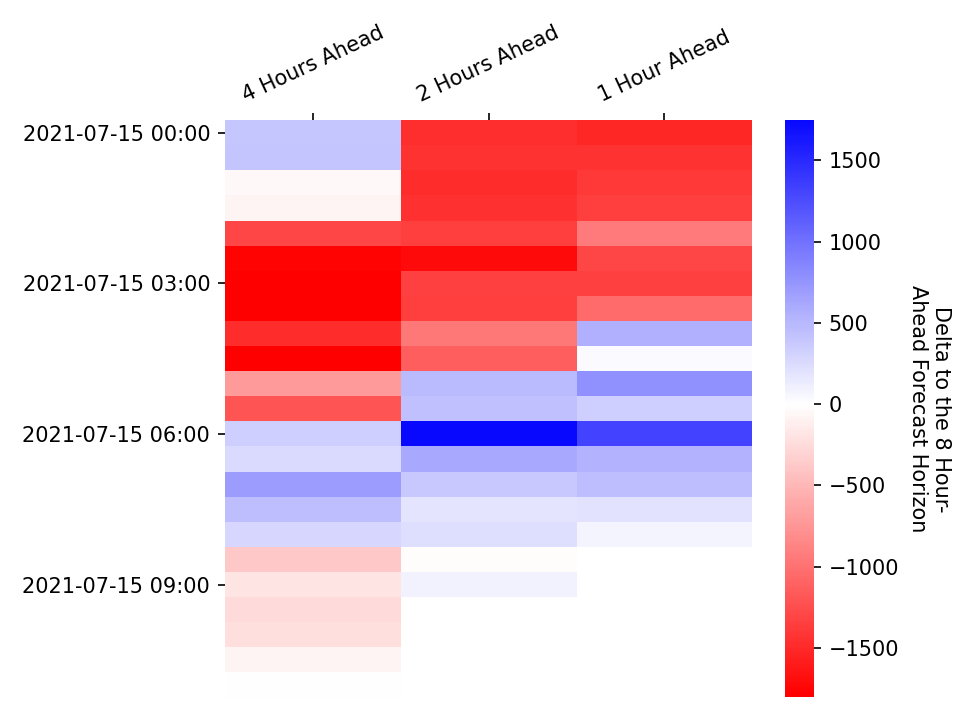 4 Hours Ahead
2 Hours Ahead
1 Hour Ahead
2021-07-15 00:00
2021-07-15 03:00
2021-07-15 06:00
2021-07-15 09:00
1500
1000
500
0
−500
−1000
−1500
Delta to the 8 Hour-
Ahead Forecast Horizon